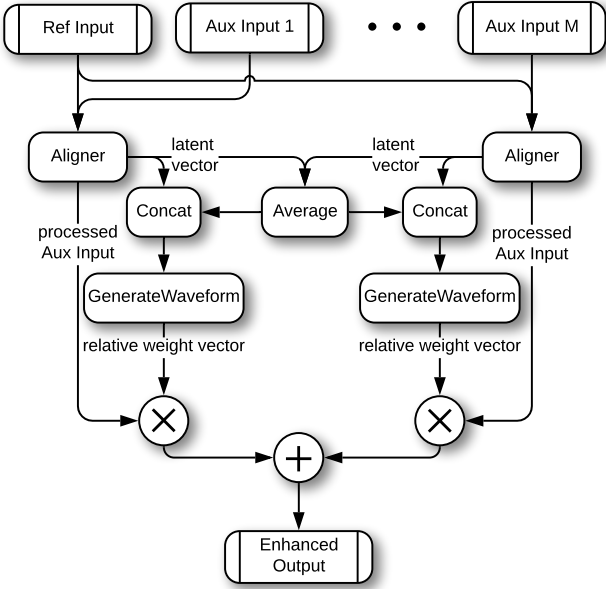 Ref Input
Aux Input 1
Aux Input M
Aligner
latent
vector
latent
vector
Aligner
Concat
Average
Concat
processed
Aux Input
processed
Aux Input
GenerateWaveform
GenerateWaveform
relative weight vector
relative weight vector
Enhanced
Output